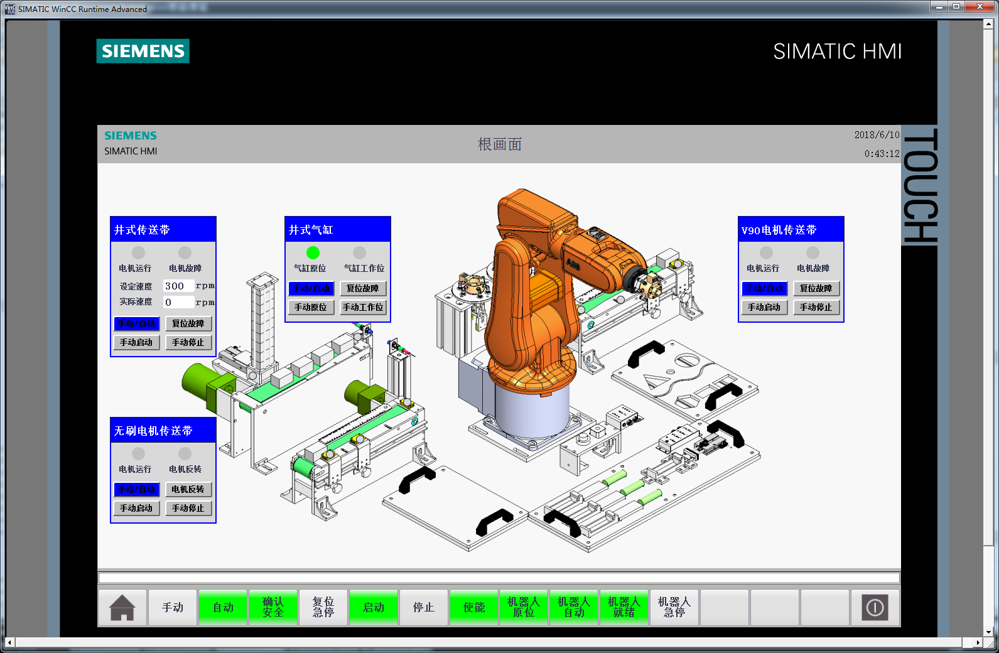 SIMATIC WinCC Runtime Advanced
SIEMENS
SIMATIC HMI
SIEMENS
SIMATIC HMI
根画面
2018/6/10
0:43:12
TOUCH
井式传送带
电机运行 电机故障
设定速度 300 rpm
实际速度 0 rpm
手动/自动 复位故障
手动启动 手动停止
井式气缸
气缸原位 气缸工作位
手动/自动 复位故障
手动原位 手动工作位
V90电机传送带
电机运行 电机故障
手动/自动 复位故障
手动启动 手动停止
无刷电机传送带
电机运行 电机反转
手动/自动 电机反转
手动启动 手动停止
ABB
手动
自动
确认
安全
复位
急停
启动
停止
使能
机器人
原位
机器人
自动
机器人
就绪
机器人
急停